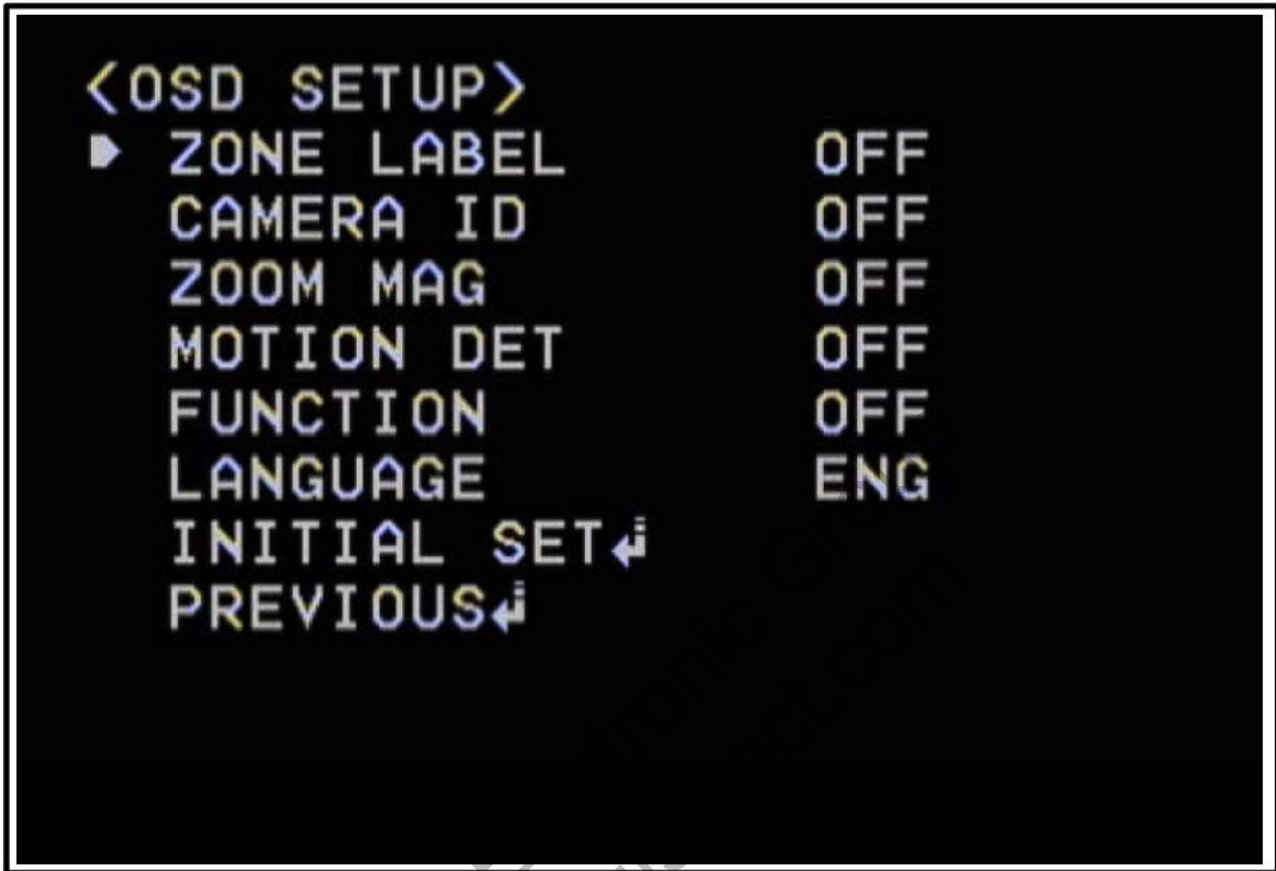 <OSD SETUP>
ZONE LABEL OFF
CAMERA ID OFF
ZOOM MAG OFF
MOTION DET OFF
FUNCTION OFF
LANGUAGE ENG
INITIAL SET↲
PREVIOUS↲